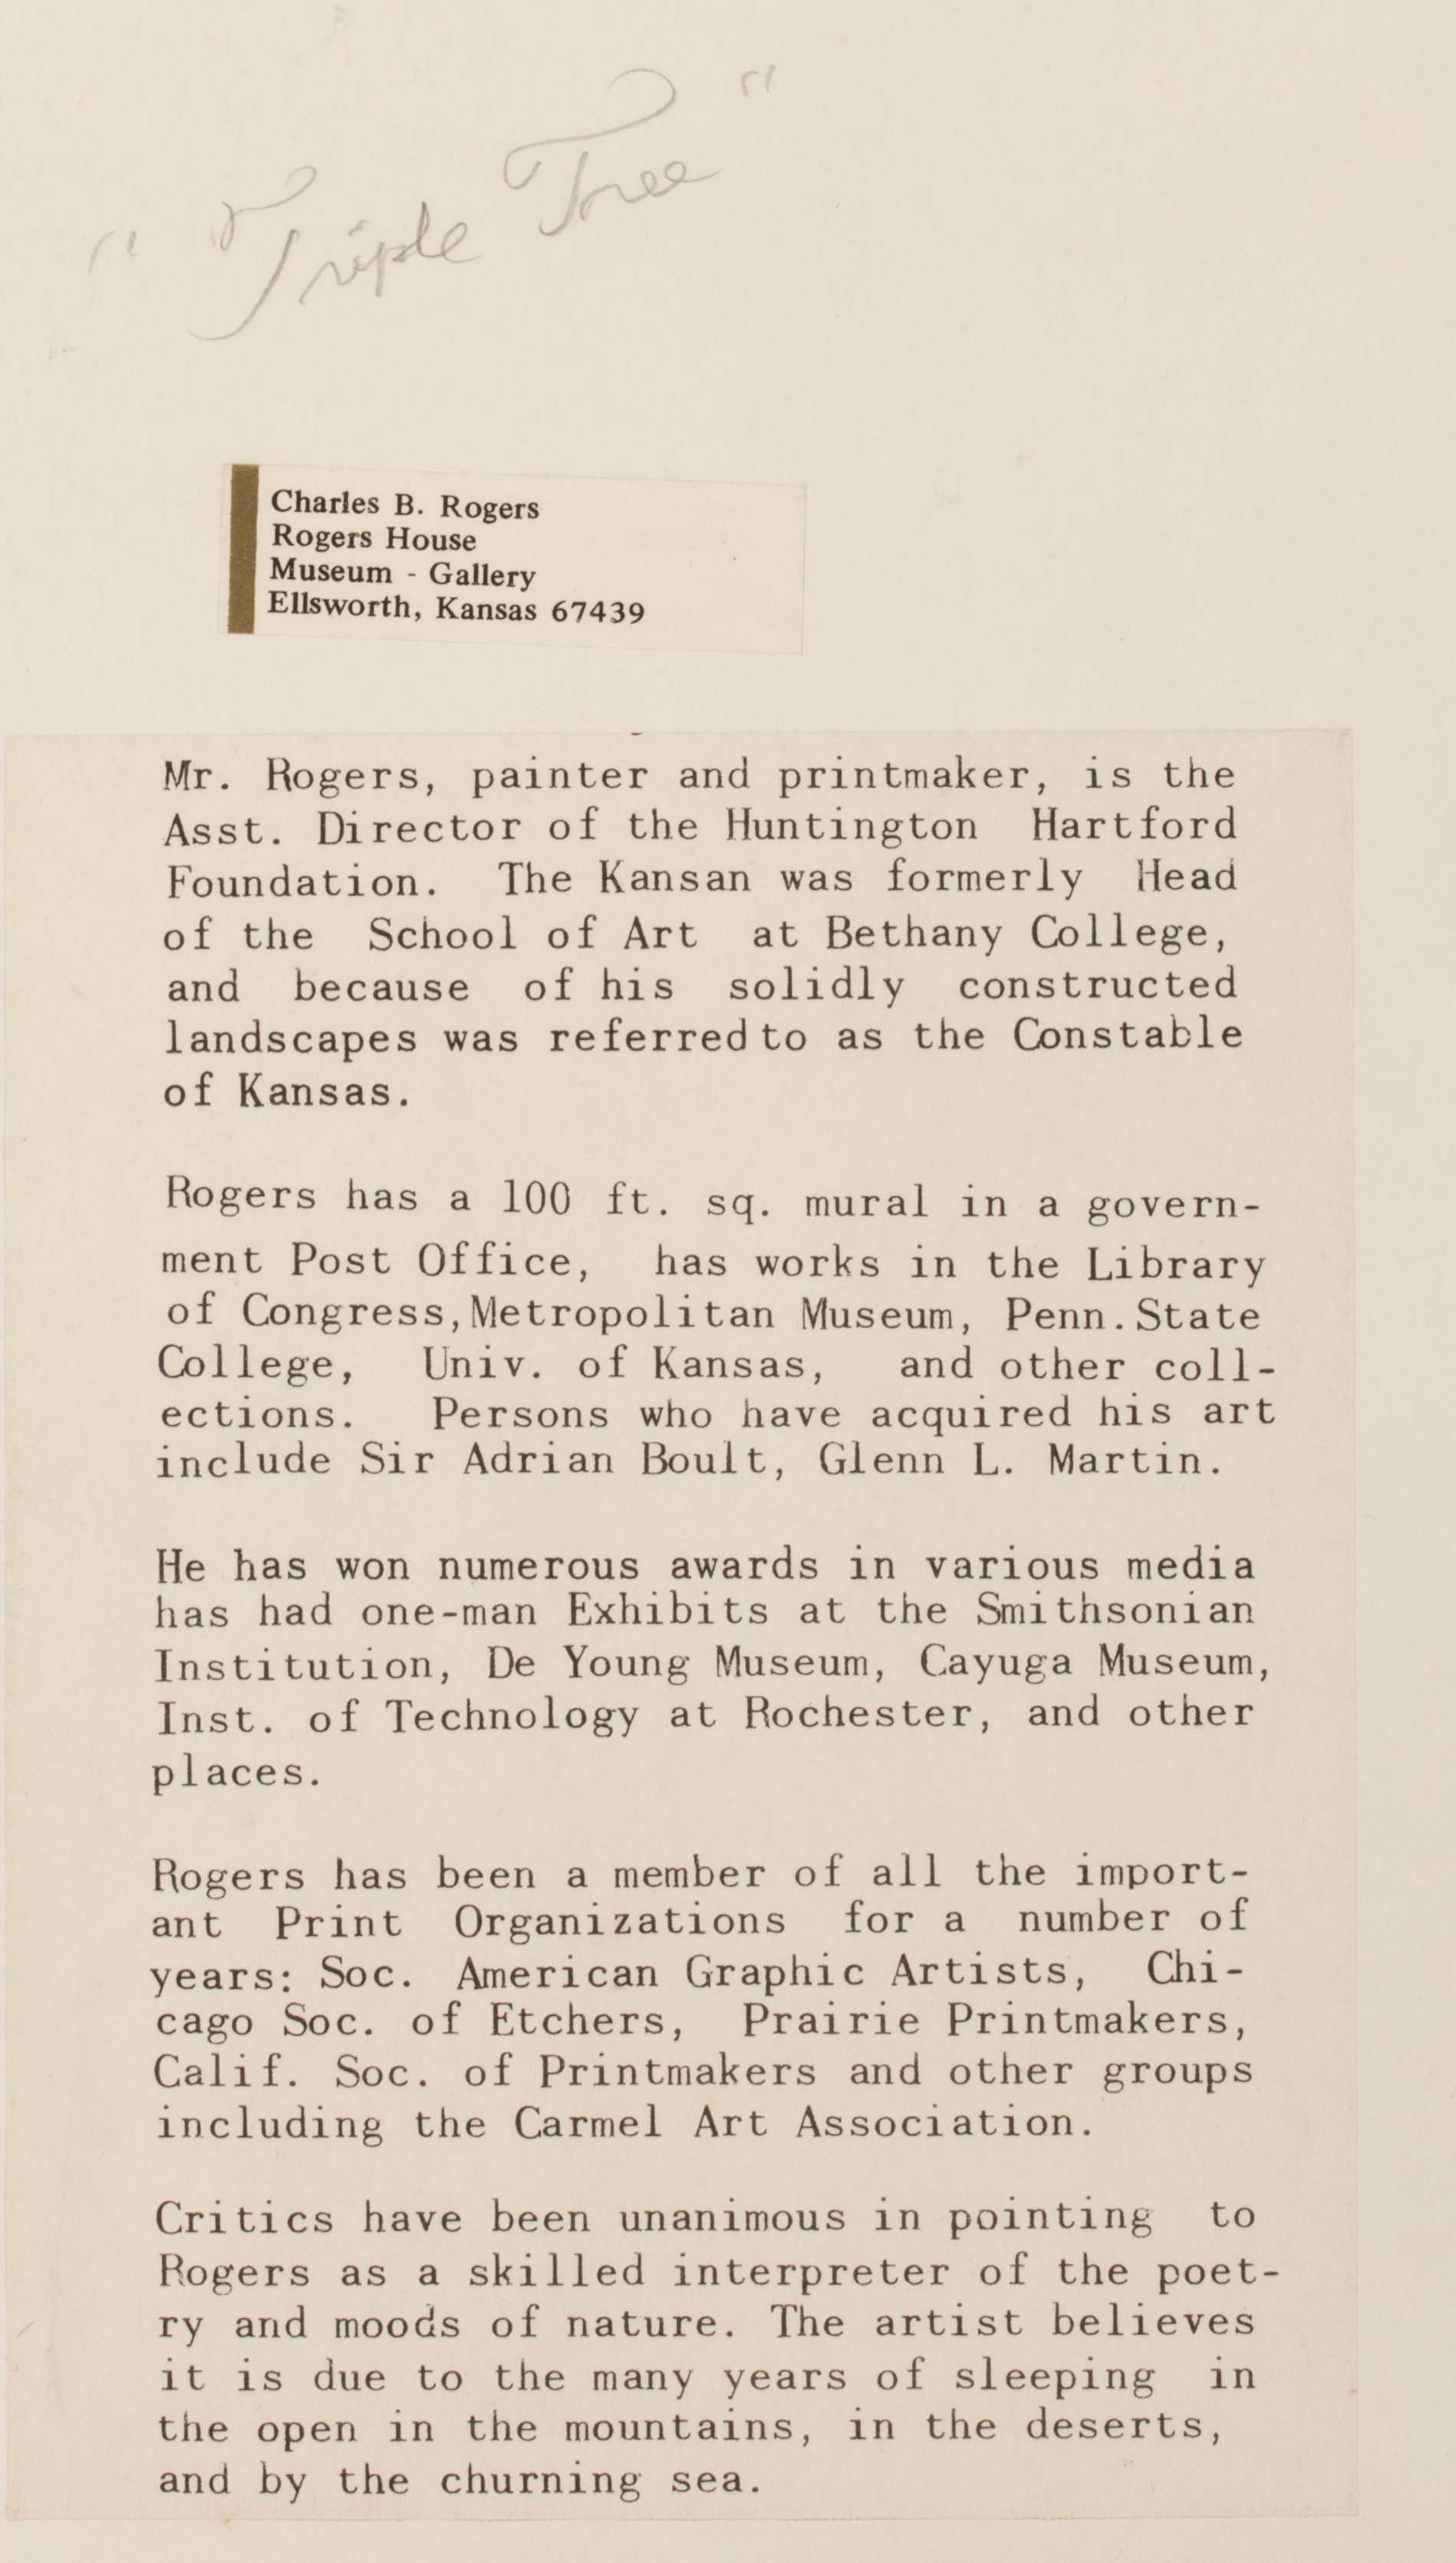 "Triple Tree"
Charles B. Rogers
Rogers House
Museum - Gallery
Ellsworth, Kansas 67439
Mr. Rogers, painter and printmaker, is the
Asst. Director of the Huntington Hartford
Foundation. The Kansan was formerly Head
of the School of Art at Bethany College,
and because of his solidly constructed
landscapes was referred to as the Constable
of Kansas.
Rogers has a 100 ft. sq. mural in a govern-
ment Post Office, has works in the Library
of Congress, Metropolitan Museum, Penn. State
College, Univ. of Kansas, and other coll-
ections. Persons who have acquired his art
include Sir Adrian Boult, Glenn L. Martin.
He has won numerous awards in various media
has had one-man Exhibits at the Smithsonian
Institution, De Young Museum, Cayuga Museum,
Inst. of Technology at Rochester, and other
places.
Rogers has been a member of all the import-
ant Print Organizations for a number of
years: Soc. American Graphic Artists, Chi-
cago Soc. of Etchers, Prairie Printmakers,
Calif. Soc. of Printmakers and other groups
including the Carmel Art Association.
Critics have been unanimous in pointing to
Rogers as a skilled interpreter of the poet-
ry and moods of nature. The artist believes
it is due to the many years of sleeping in
the open in the mountains, in the deserts,
and by the churning sea.